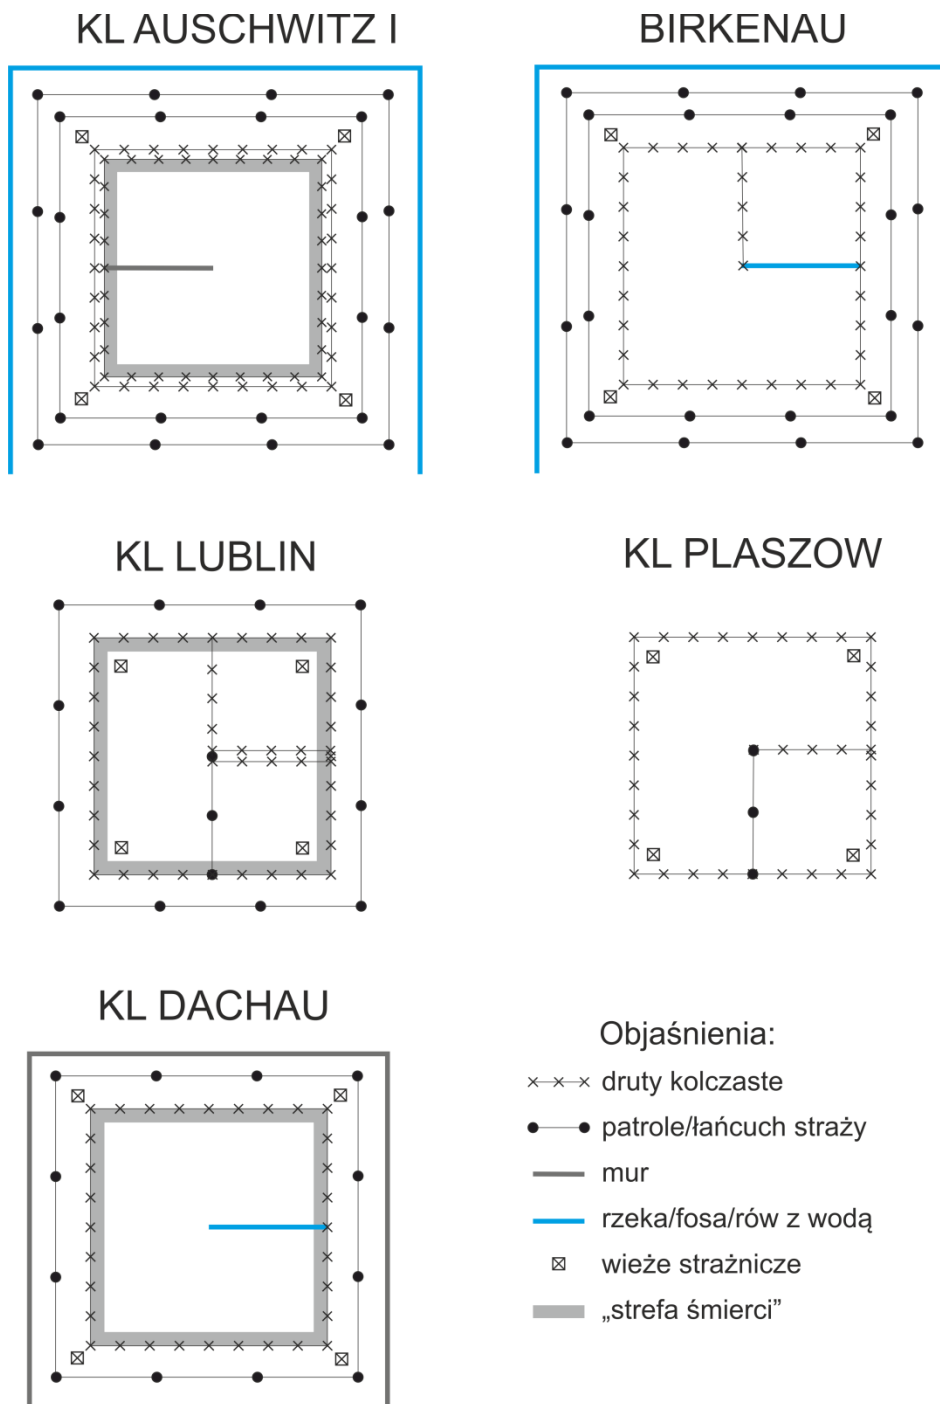 KL AUSCHWITZ I
BIRKENAU
KL LUBLIN
KL PLASZOW
KL DACHAU
Objaśnienia:
druty kolczaste
patrole/łańcuch straży
mur
rzeka/fosa/rów z wodą
wieże strażnicze
„strefa śmierci”